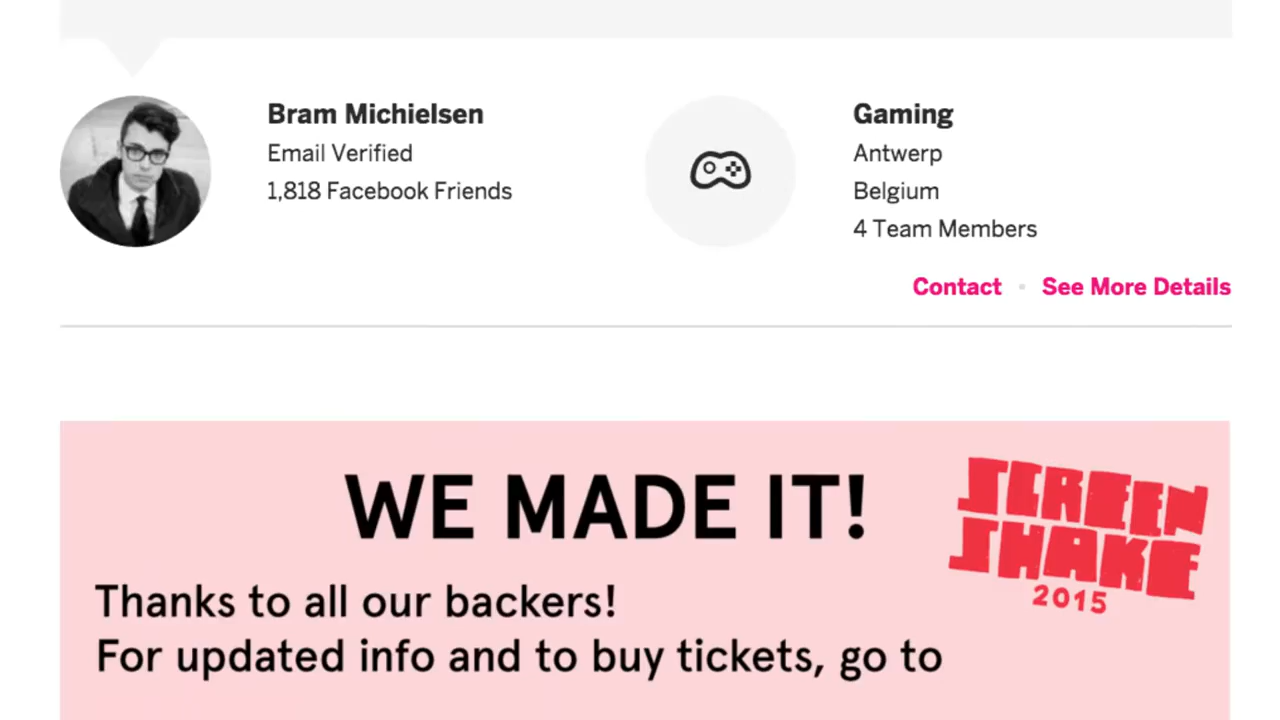 Bram Michielsen
Email Verified
1,818 Facebook Friends
Gaming
Antwerp
Belgium
4 Team Members
Contact
See More Details
WE MADE IT!
SCREEN
SHAKE
2015
Thanks to all our backers!
For updated info and to buy tickets, go to